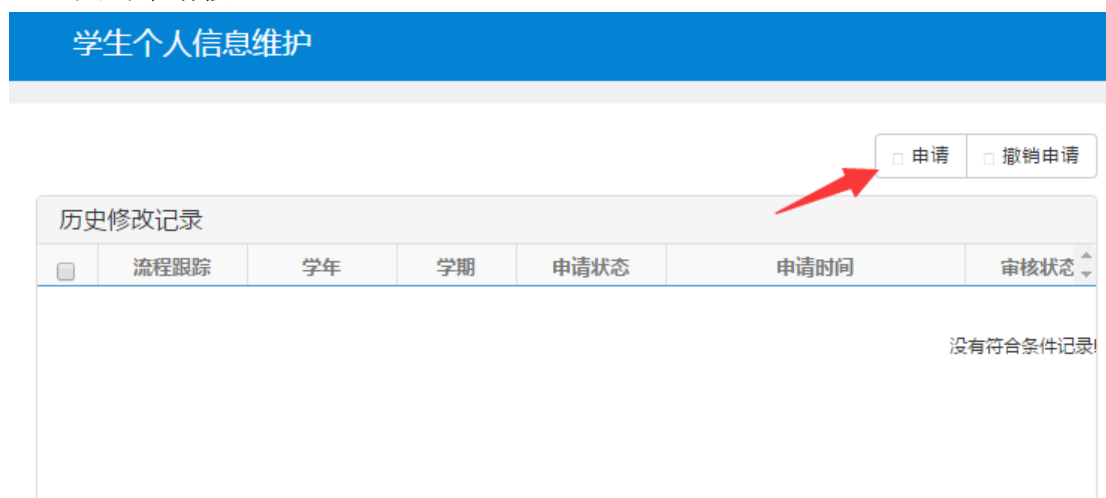 学生个人信息维护
申请 撤销申请
历史修改记录
流程跟踪 学年 学期 申请状态 申请时间 审核状态
没有符合条件记录!